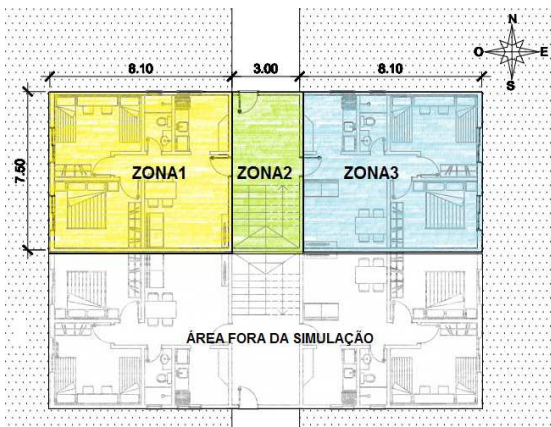 N
8.10 3.00 8.10
O E
S
7.50
ZONA1 ZONA2 ZONA3
ÁREA FORA DA SIMULAÇÃO